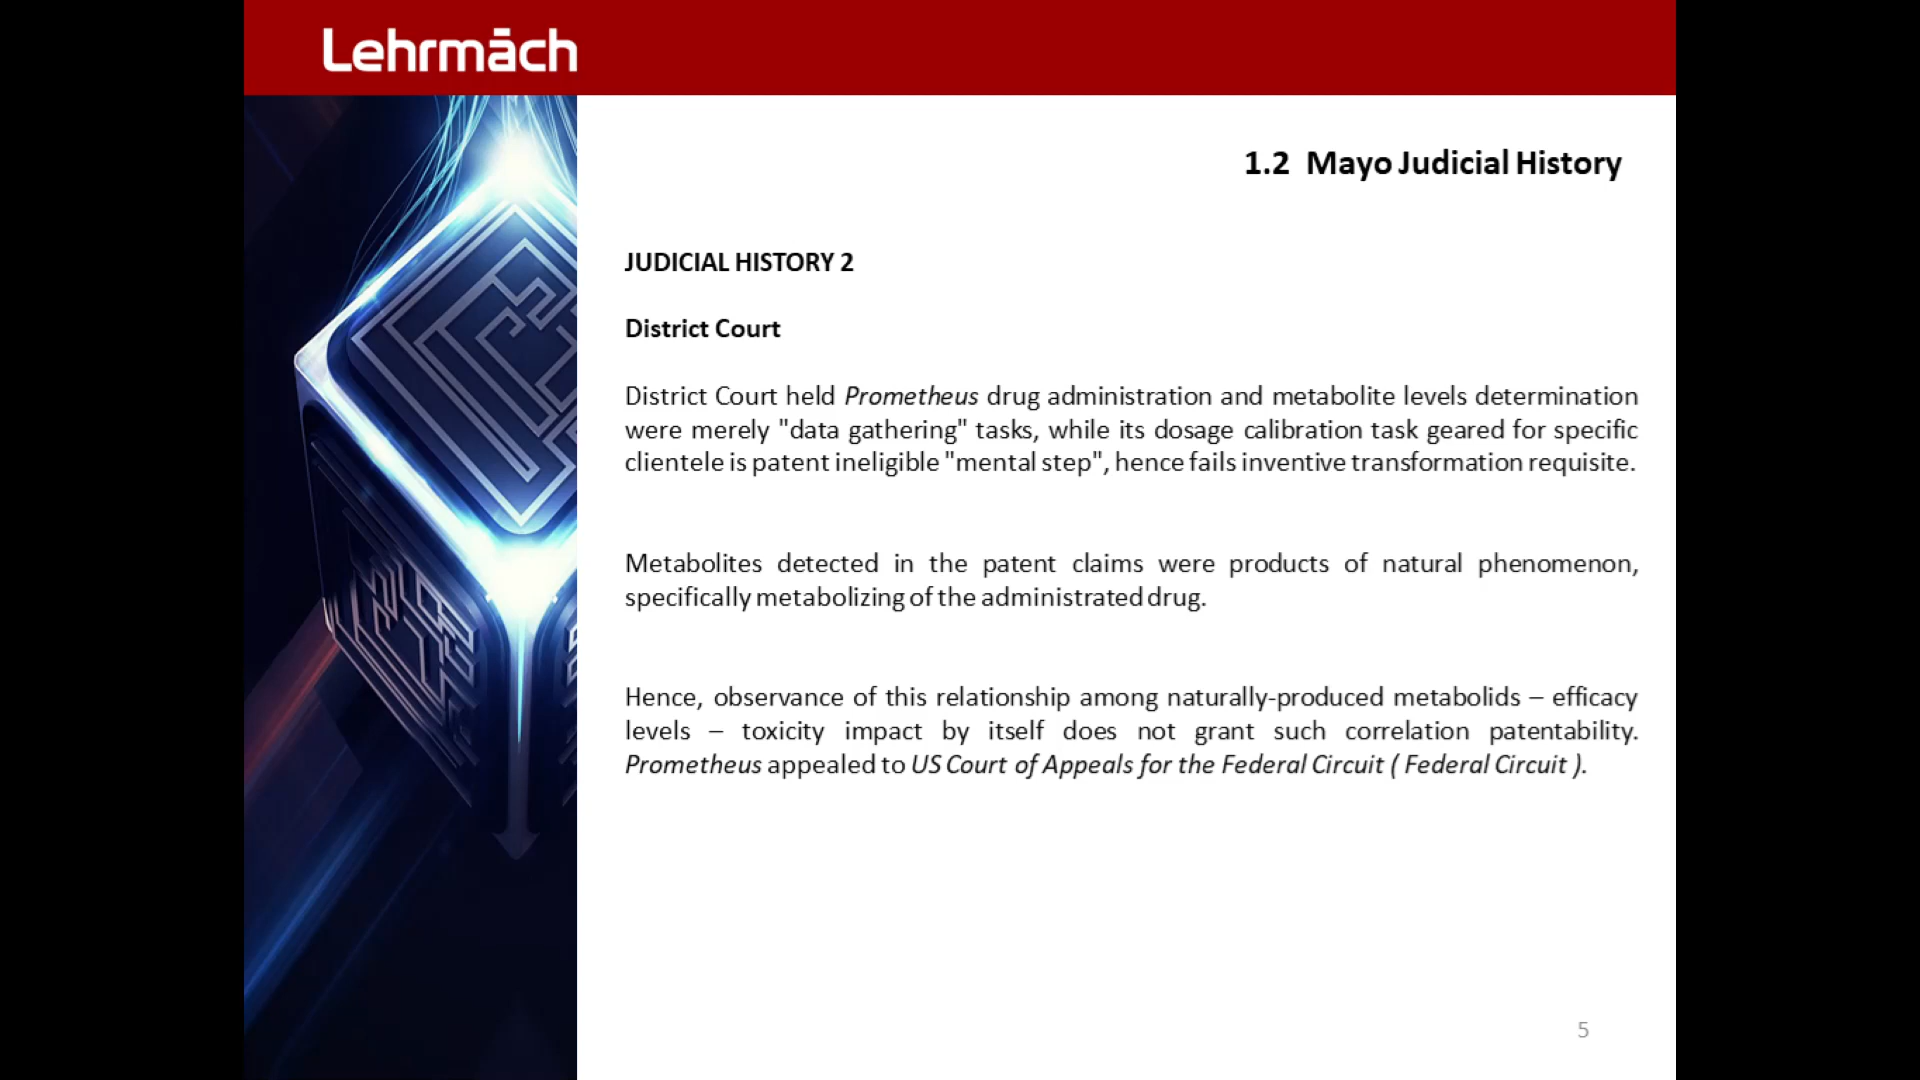 Lehrmāch
1.2 Mayo Judicial History
JUDICIAL HISTORY 2
District Court
District Court held Prometheus drug administration and metabolite levels determination
were merely "data gathering" tasks, while its dosage calibration task geared for specific
clientele is patent ineligible "mental step", hence fails inventive transformation requisite.
Metabolites detected in the patent claims were products of natural phenomenon,
specifically metabolizing of the administrated drug.
Hence, observance of this relationship among naturally-produced metabolids – efficacy
levels – toxicity impact by itself does not grant such correlation patentability.
Prometheus appealed to US Court of Appeals for the Federal Circuit ( Federal Circuit ).
5